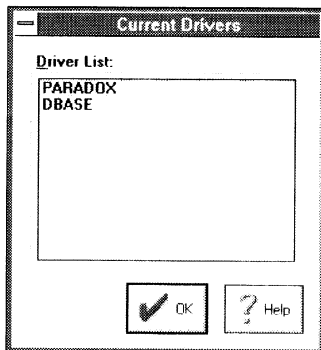 Current Drivers
Driver List:
PARADOX
DBASE
OK
? Help